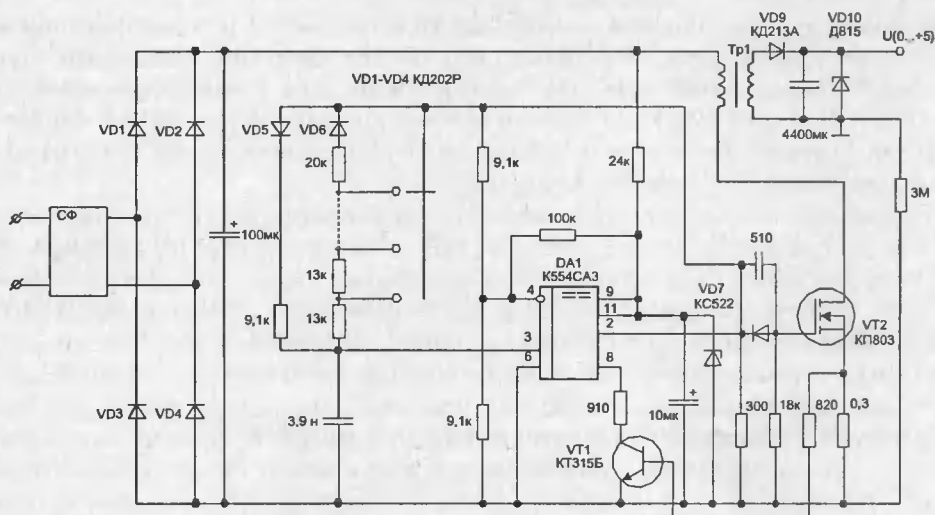 VD9
КД213А
VD10
Д815
U(0...+5)
Тр1
VD1-VD4 КД202Р
VD1
VD2
VD5
VD6
20к
9,1к
24к
4400мк
3М
СФ
100мк
100к
510
13к
DA1
К554СА3
VD7
КС522
13к
9,1к
4
9
11
2
3
6
8
VT2
КП803
VD3
VD4
3,9 н
9,1к
910
10мк
300
18к
820
0,3
VT1
КТ315Б